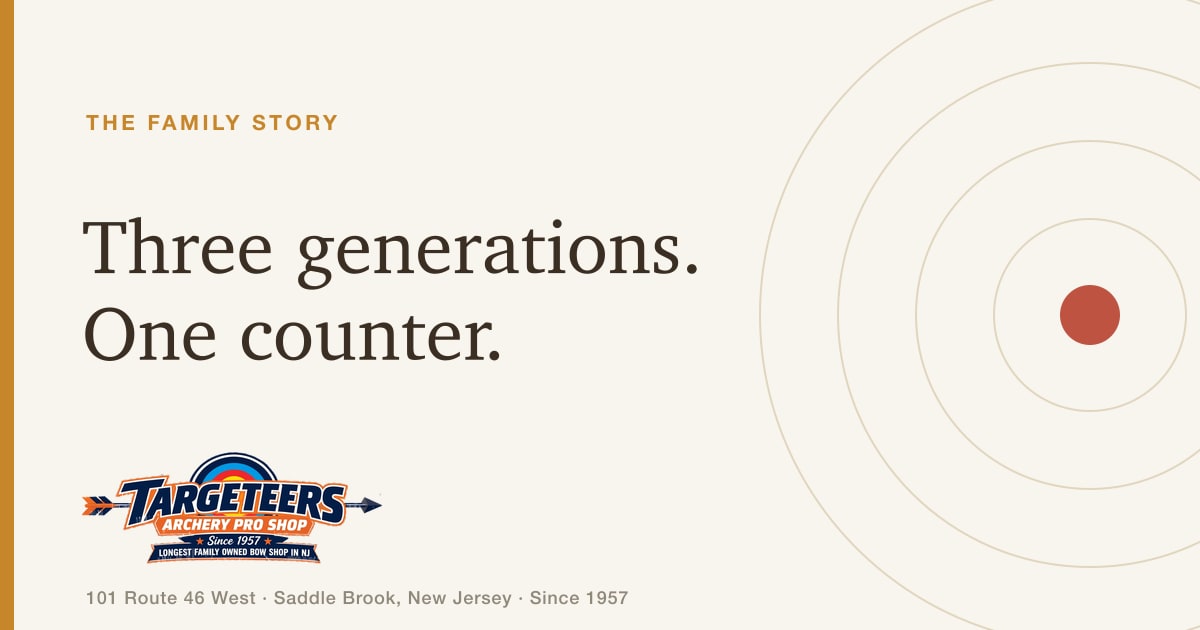 THE FAMILY STORY
Three generations.
One counter.
TARGETEERS
ARCHERY PRO SHOP
Since 1957
LONGEST FAMILY OWNED BOW SHOP IN NJ
101 Route 46 West · Saddle Brook, New Jersey · Since 1957